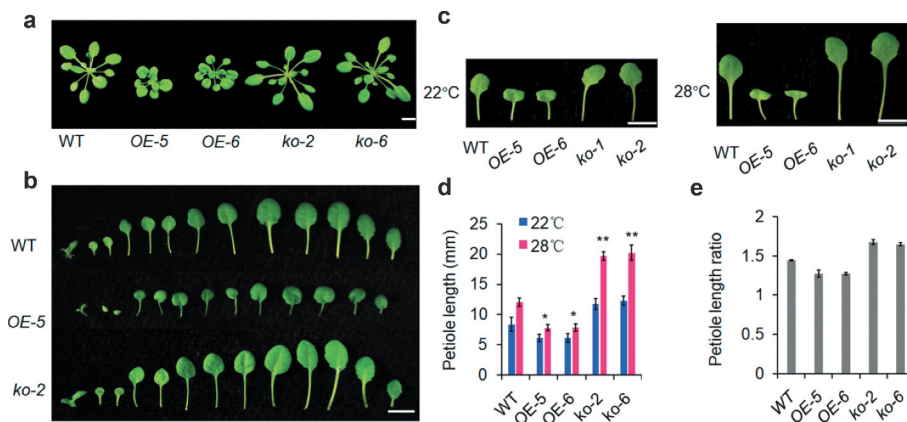 a
WT OE-5 OE-6 ko-2 ko-6
b
WT
OE-5
ko-2
c
22°C
WT OE-5 OE-6 ko-1 ko-2
28°C
WT OE-5 OE-6 ko-1 ko-2
d
Petiole length (mm)
25
20
15
10
5
0
22℃
28℃
* * ** **
WT OE-5 OE-6 ko-2 ko-6
e
Petiole length ratio
2
1.5
1
0.5
0
WT OE-5 OE-6 ko-2 ko-6